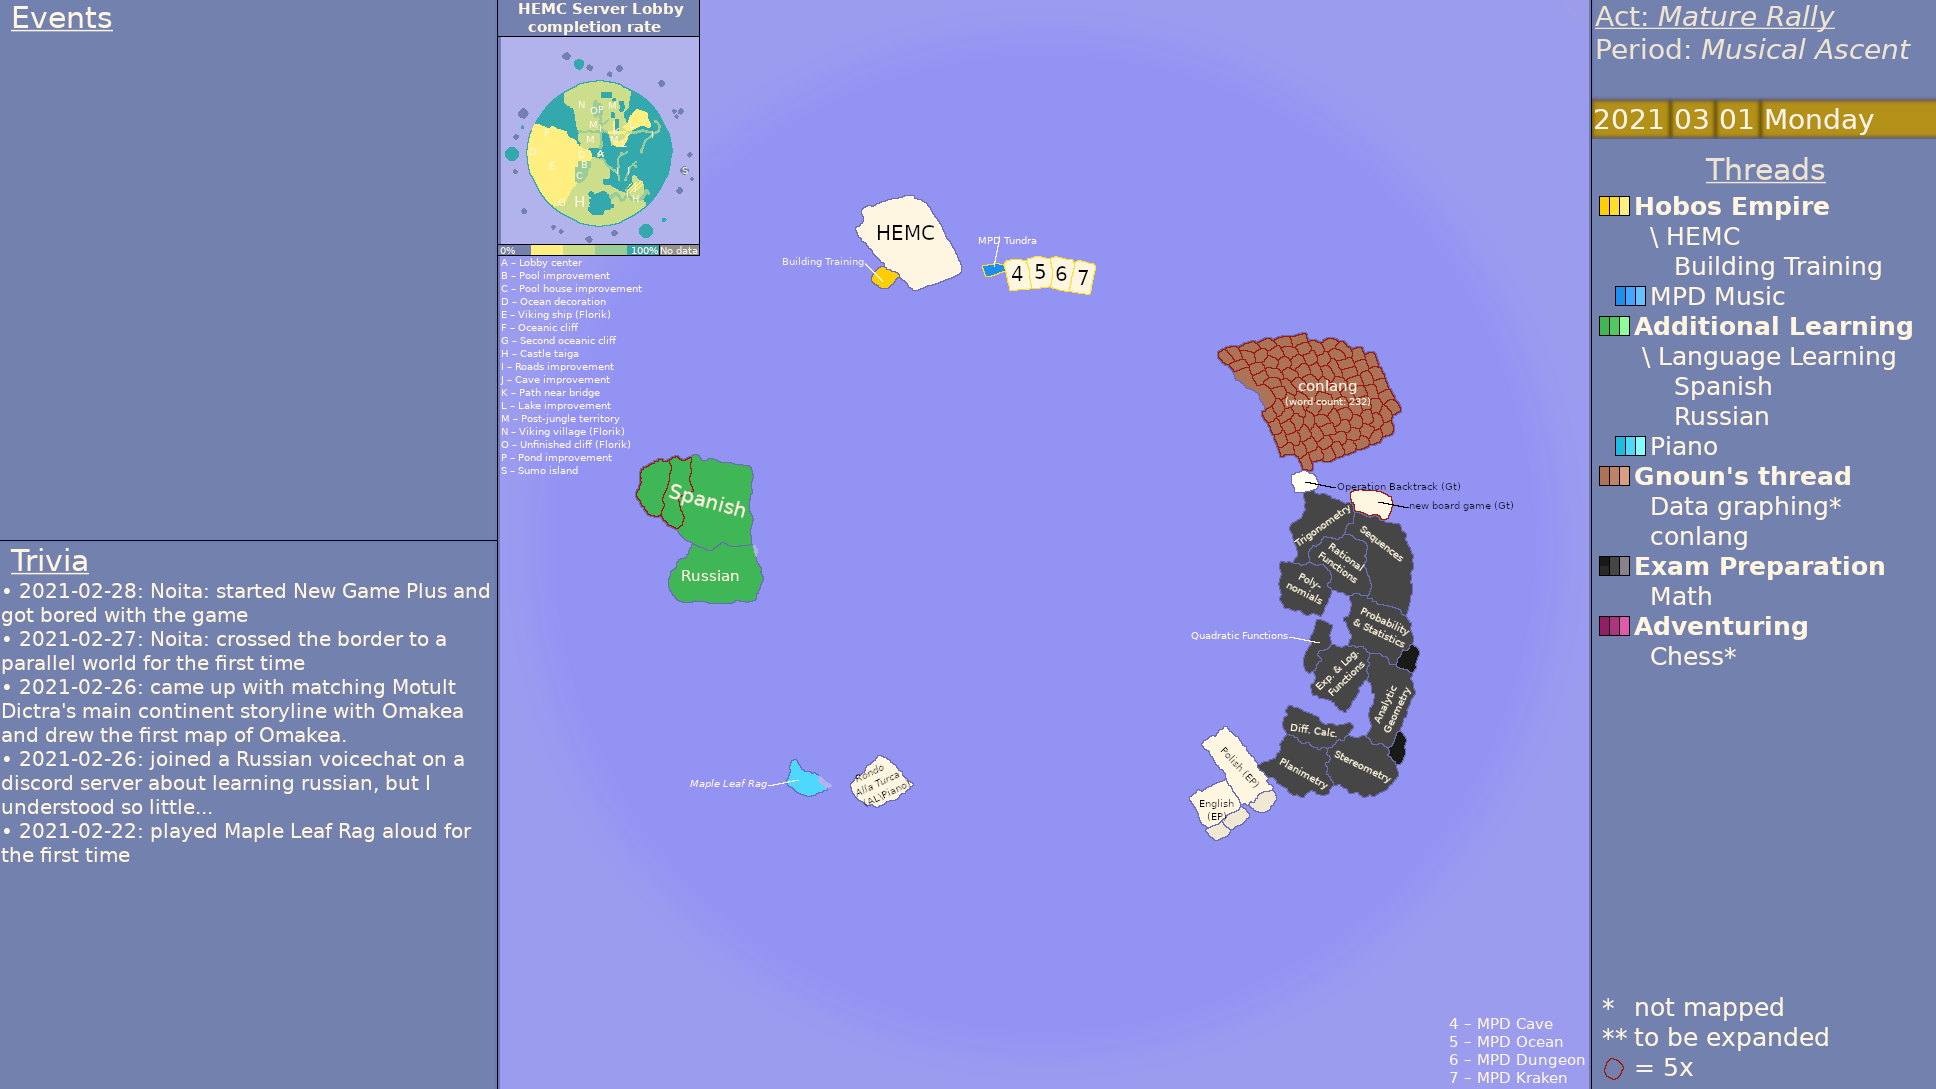 Events
HEMC Server Lobby
completion rate
N
OP
M
M
M
D
E
B
C
A
S
G
H
H
0%
100%
No data
A – Lobby center
B – Pool improvement
C – Pool house improvement
D – Ocean decoration
E – Viking ship (Florik)
F – Oceanic cliff
G – Second oceanic cliff
H – Castle taiga
I – Roads improvement
J – Cave improvement
K – Path near bridge
L – Lake improvement
M – Post-jungle territory
N – Viking village (Florik)
O – Unfinished cliff (Florik)
P – Pond improvement
S – Sumo island
HEMC
Building Training
MPD Tundra
4 5 6 7
conlang
(word count: 232)
Operation Backtrack (Gt)
new board game (Gt)
Spanish
Russian
Trigonometry
Sequences
Rational
Functions
Poly-
nomials
Probability
& Statistics
Quadratic Functions
Exp. & Log.
Functions
Analytic
Geometry
Diff. Calc.
Planimetry
Stereometry
Polish (EP)
English
(EP)
Maple Leaf Rag
Rondo
Alla Turca
(AL\Piano)
4 – MPD Cave
5 – MPD Ocean
6 – MPD Dungeon
7 – MPD Kraken
Trivia
• 2021-02-28: Noita: started New Game Plus and
got bored with the game
• 2021-02-27: Noita: crossed the border to a
parallel world for the first time
• 2021-02-26: came up with matching Motult
Dictra's main continent storyline with Omakea
and drew the first map of Omakea.
• 2021-02-26: joined a Russian voicechat on a
discord server about learning russian, but I
understood so little...
• 2021-02-22: played Maple Leaf Rag aloud for
the first time
Act: Mature Rally
Period: Musical Ascent
2021 03 01 Monday
Threads
Hobos Empire
\ HEMC
Building Training
MPD Music
Additional Learning
\ Language Learning
Spanish
Russian
Piano
Gnoun's thread
Data graphing*
conlang
Exam Preparation
Math
Adventuring
Chess*
* not mapped
** to be expanded
= 5x